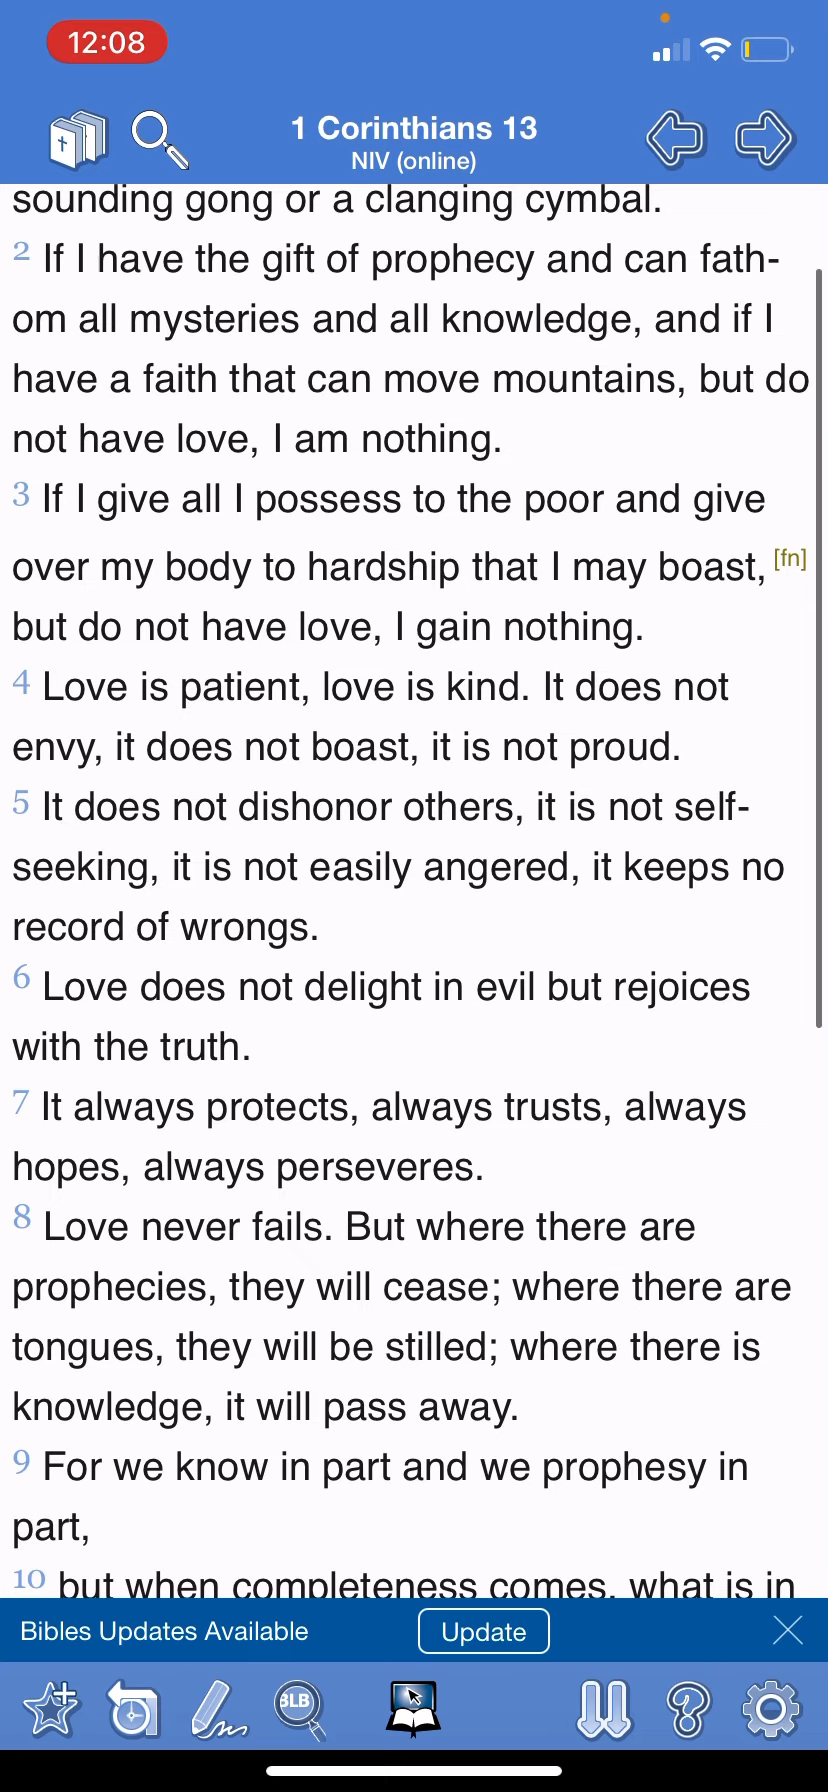 12:08
1 Corinthians 13
NIV (online)
sounding gong or a clanging cymbal.
2 If I have the gift of prophecy and can fath-
om all mysteries and all knowledge, and if I
have a faith that can move mountains, but do
not have love, I am nothing.
3 If I give all I possess to the poor and give
over my body to hardship that I may boast, [fn]
but do not have love, I gain nothing.
4 Love is patient, love is kind. It does not
envy, it does not boast, it is not proud.
5 It does not dishonor others, it is not self-
seeking, it is not easily angered, it keeps no
record of wrongs.
6 Love does not delight in evil but rejoices
with the truth.
7 It always protects, always trusts, always
hopes, always perseveres.
8 Love never fails. But where there are
prophecies, they will cease; where there are
tongues, they will be stilled; where there is
knowledge, it will pass away.
9 For we know in part and we prophesy in
part,
10 but when completeness comes, what is in
Bibles Updates Available
Update
BLB